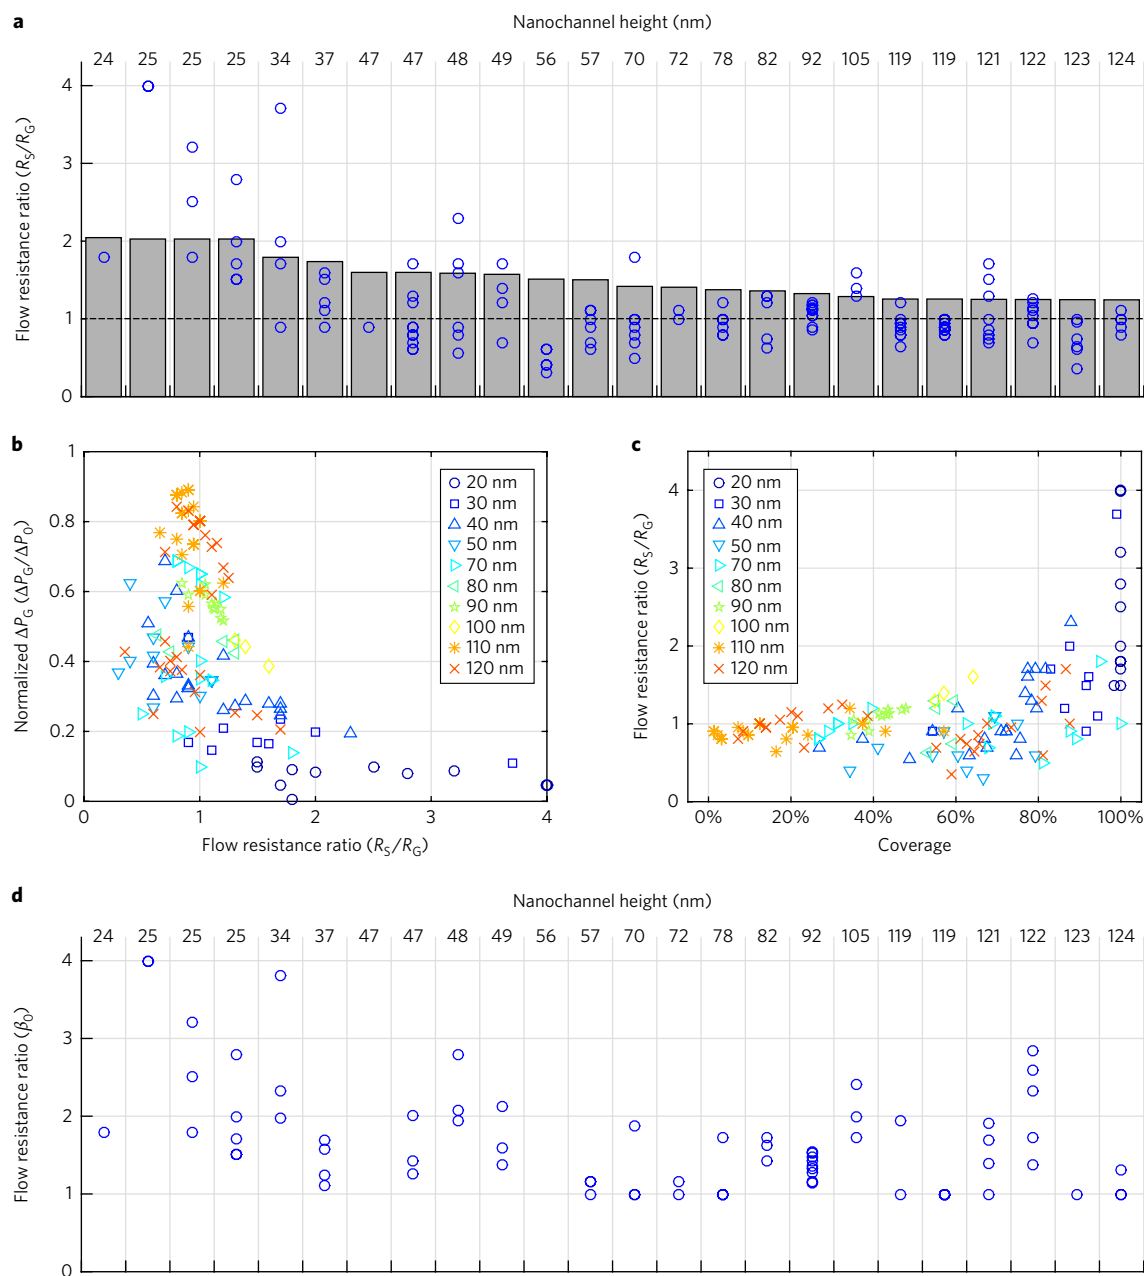 a
Nanochannel height (nm)
24 25 25 25 34 37 47 47 48 49 56 57 70 72 78 82 92 105 119 119 121 122 123 124
4
3
2
1
0
Flow resistance ratio (RS/RG)
b
1
0.8
0.6
0.4
0.2
0
Normalized ΔPG (ΔPG/ΔP0)
0 1 2 3 4
Flow resistance ratio (RS/RG)
20 nm
30 nm
40 nm
50 nm
70 nm
80 nm
90 nm
100 nm
110 nm
120 nm
c
4
3
2
1
0
Flow resistance ratio (RS/RG)
0% 20% 40% 60% 80% 100%
Coverage
20 nm
30 nm
40 nm
50 nm
70 nm
80 nm
90 nm
100 nm
110 nm
120 nm
d
Nanochannel height (nm)
24 25 25 25 34 37 47 47 48 49 56 57 70 72 78 82 92 105 119 119 121 122 123 124
4
3
2
1
0
Flow resistance ratio (β0)